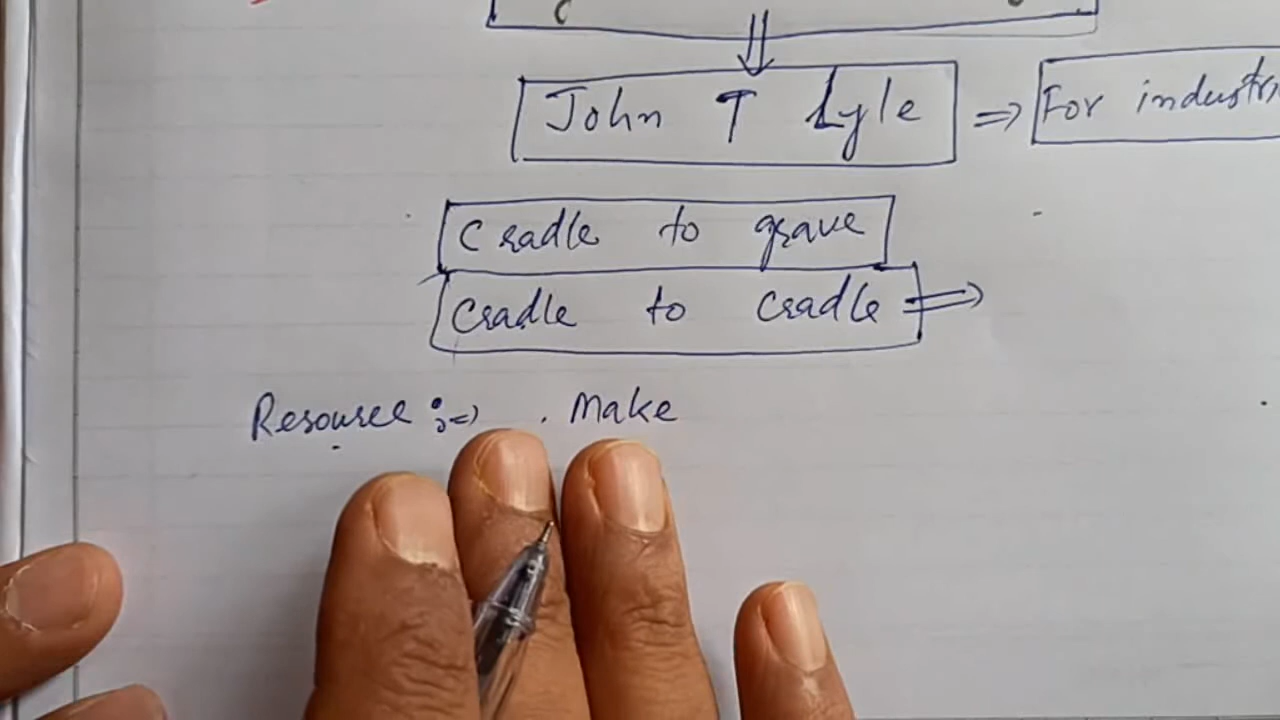 John T Lyle ⇒ For industr
Cradle to grave
Cradle to cradle ⇒
Resource :⇒ . Make